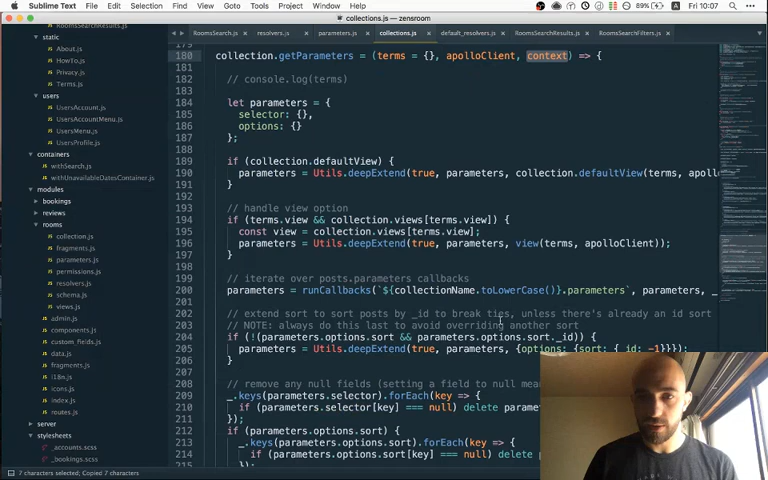 Sublime Text File Edit Selection Find View Goto Tools Project Window Help 89% Fri 10:07
collections.js — zensroom
RoomsSearch.js resolvers.js parameters.js collections.js default_resolvers.js RoomsSearchResults.js RoomsSearchFilters.js
RoomsSearchResults.js
static
About.js
HowTo.js
Privacy.js
Terms.js
users
UsersAccount.js
UsersAccountMenu.js
UsersMenu.js
UsersProfile.js
containers
withSearch.js
withUnavailableDatesContainer.js
modules
bookings
reviews
rooms
collection.js
fragments.js
parameters.js
permissions.js
resolvers.js
schema.js
views.js
admin.js
components.js
custom_fields.js
data.js
fragments.js
i18n.js
icons.js
index.js
routes.js
server
stylesheets
_accounts.scss
_bookings.scss
179
180 collection.getParameters = (terms = {}, apolloClient, context) => {
181
182 // console.log(terms)
183
184 let parameters = {
185 selector: {},
186 options: {}
187 };
188
189 if (collection.defaultView) {
190 parameters = Utils.deepExtend(true, parameters, collection.defaultView(terms, apoll
191 }
192
193 // handle view option
194 if (terms.view && collection.views[terms.view]) {
195 const view = collection.views[terms.view];
196 parameters = Utils.deepExtend(true, parameters, view(terms, apolloClient));
197 }
198
199 // iterate over posts.parameters callbacks
200 parameters = runCallbacks(`${collectionName.toLowerCase()}.parameters`, parameters, _
201
202 // extend sort to sort posts by _id to break ties, unless there's already an id sort
203 // NOTE: always do this last to avoid overriding another sort
204 if (!(parameters.options.sort && parameters.options.sort._id)) {
205 parameters = Utils.deepExtend(true, parameters, {options: {sort: {_id: -1}}});
206 }
207
208 // remove any null fields (setting a field to null mean
209 _.keys(parameters.selector).forEach(key => {
210 if (parameters.selector[key] === null) delete parame
211 });
212 if (parameters.options.sort) {
213 _.keys(parameters.options.sort).forEach(key => {
214 if (parameters.options.sort[key] === null) delete p
215 });
7 characters selected; Copied 7 characters